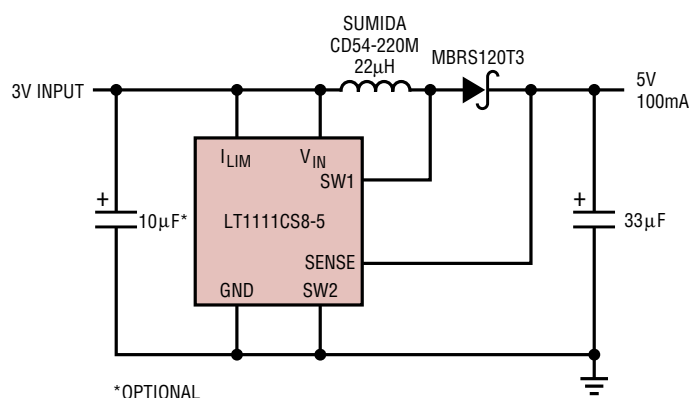 SUMIDA
CD54-220M
22µH
MBRS120T3
3V INPUT
5V
100mA
ILIM
VIN
SW1
+
10µF*
LT1111CS8-5
+
33µF
SENSE
GND
SW2
*OPTIONAL